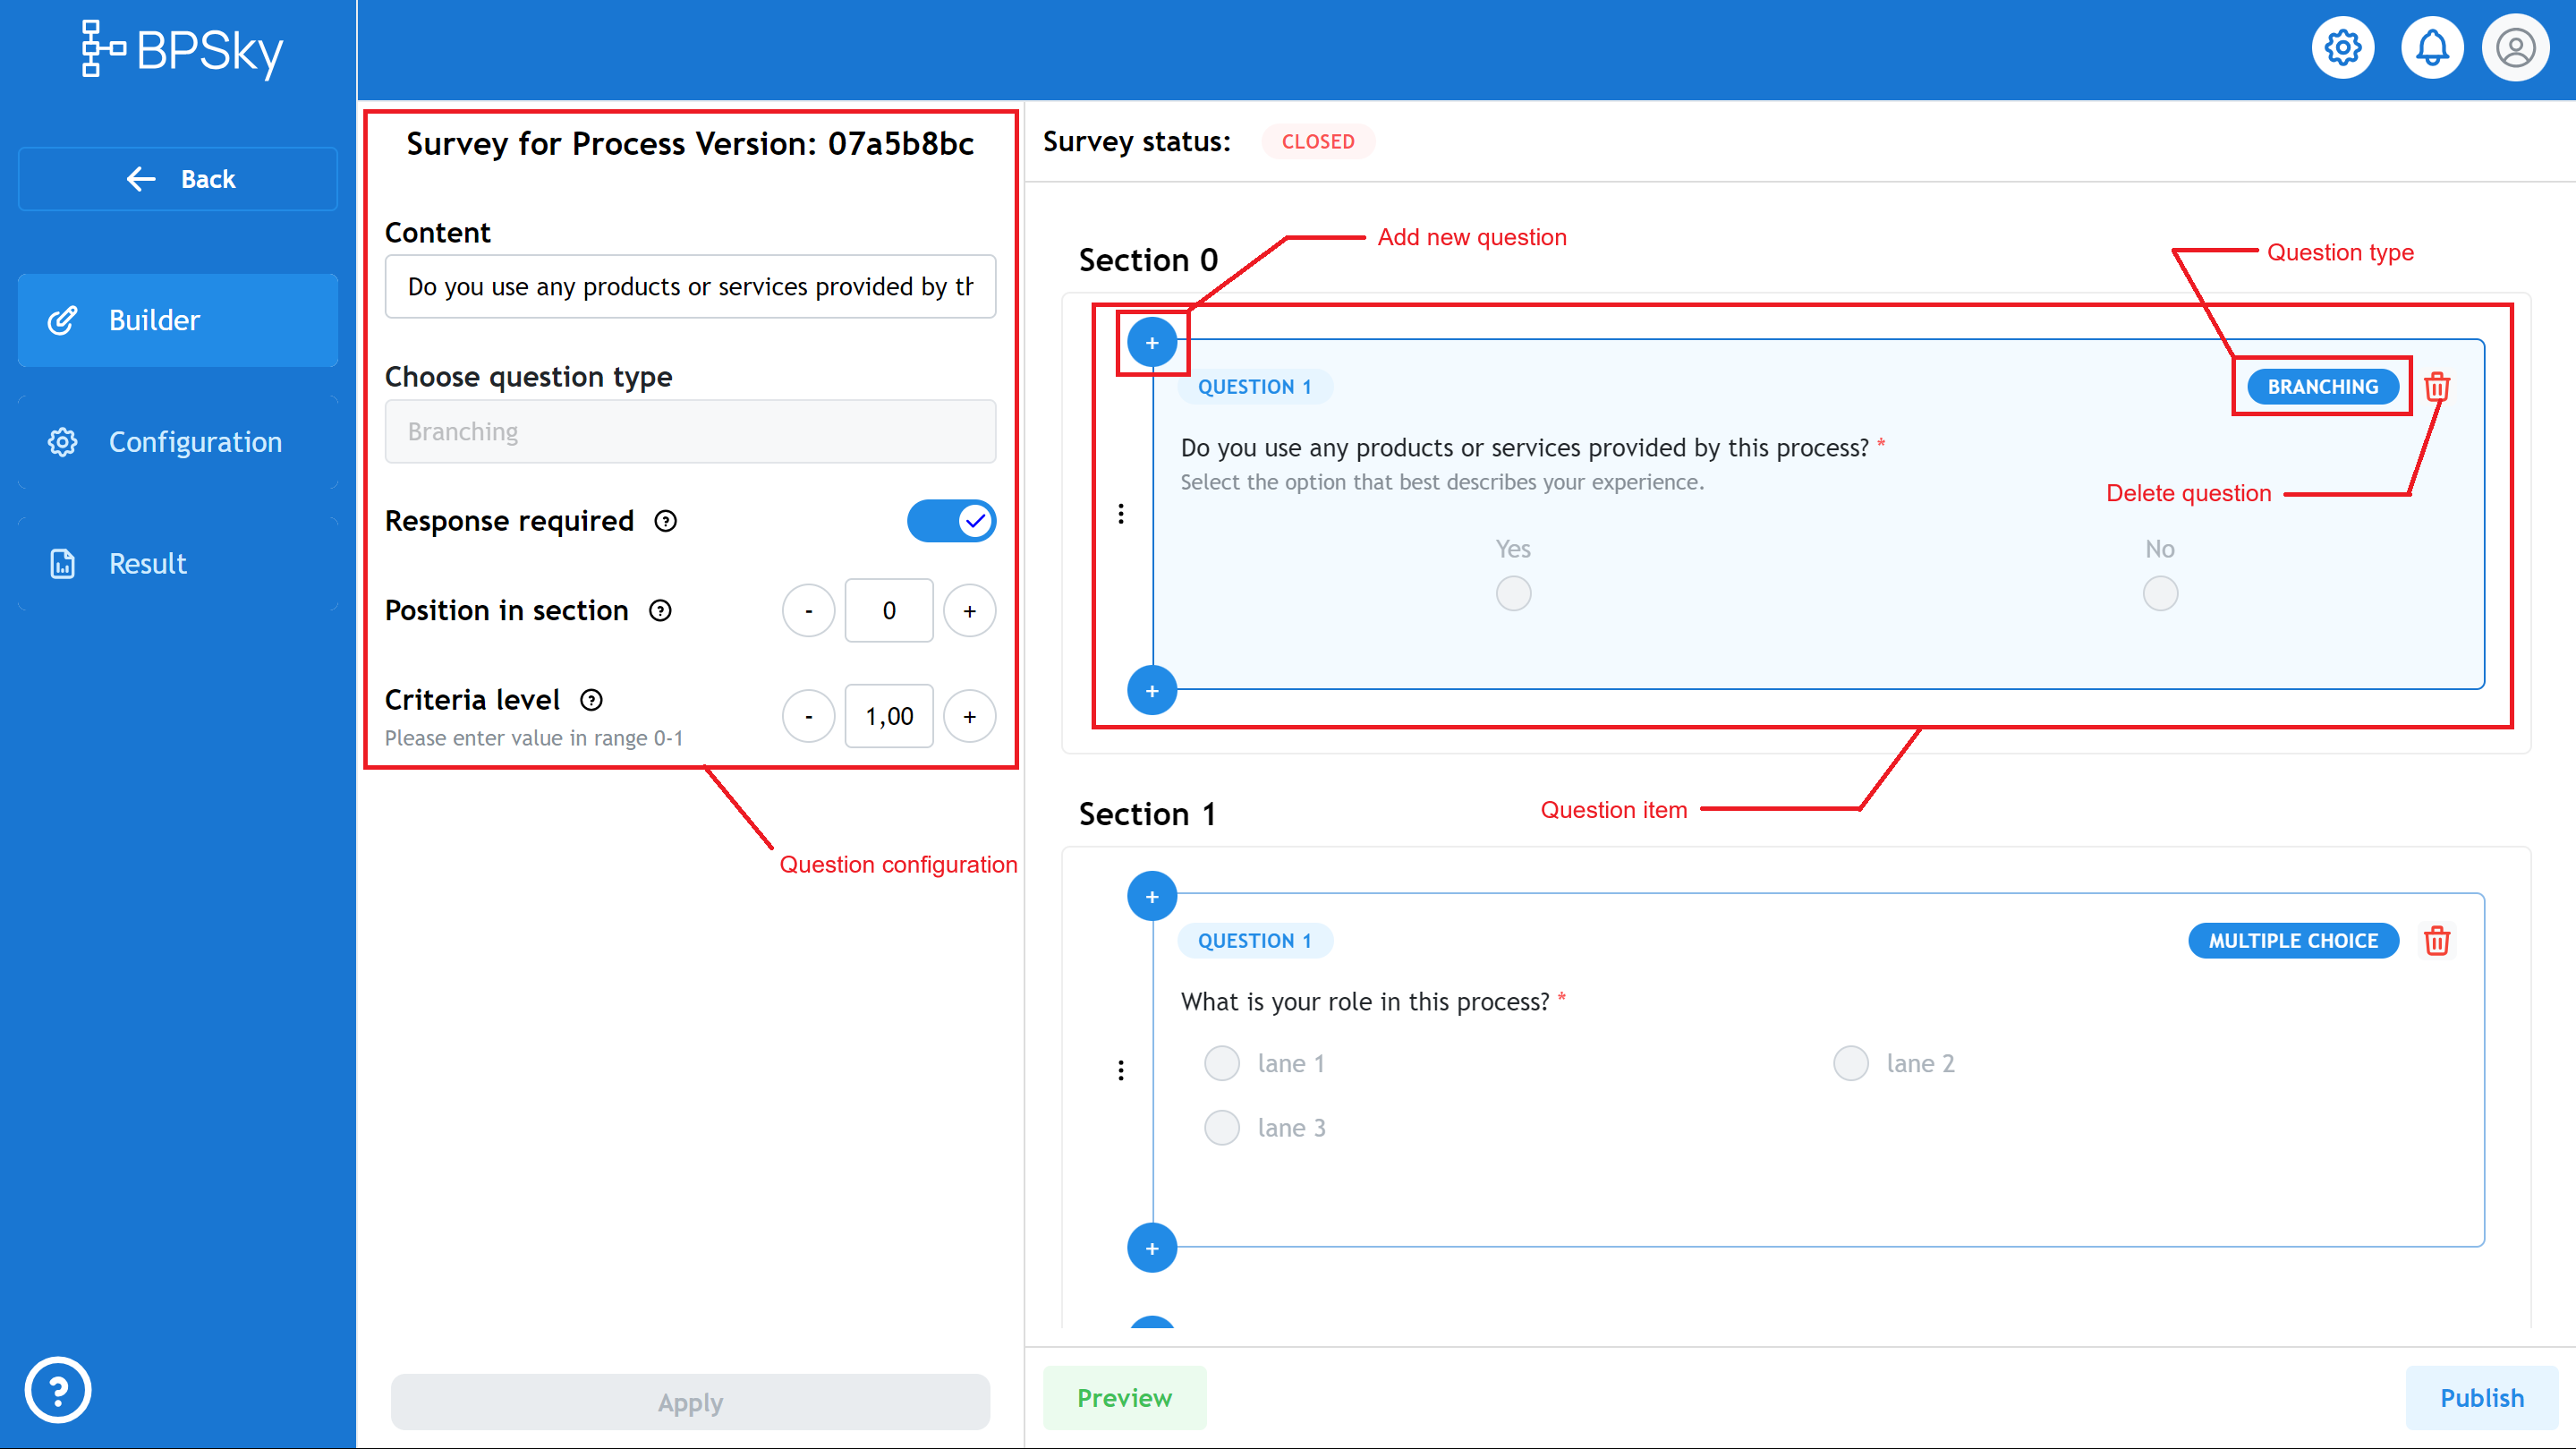 BPSky
Back
Builder
Configuration
Result
Survey for Process Version: 07a5b8bc
Content
Do you use any products or services provided by th
Choose question type
Branching
Response required
Position in section
- 0 +
Criteria level
Please enter value in range 0-1
- 1,00 +
Question configuration
Apply
Survey status: CLOSED
Add new question
Question type
Section 0
+
QUESTION 1
BRANCHING
Do you use any products or services provided by this process? *
Select the option that best describes your experience.
Delete question
Yes
No
+
Question item
Section 1
+
QUESTION 1
MULTIPLE CHOICE
What is your role in this process? *
lane 1
lane 2
lane 3
+
Preview
Publish